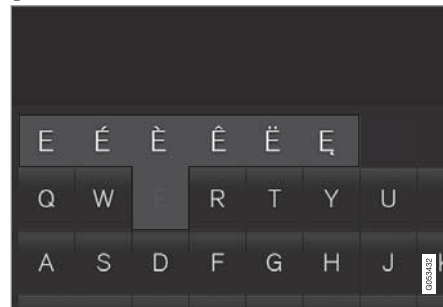 E É È Ê Ë Ę
Q W E R T Y U
A S D F G H J K
G053432